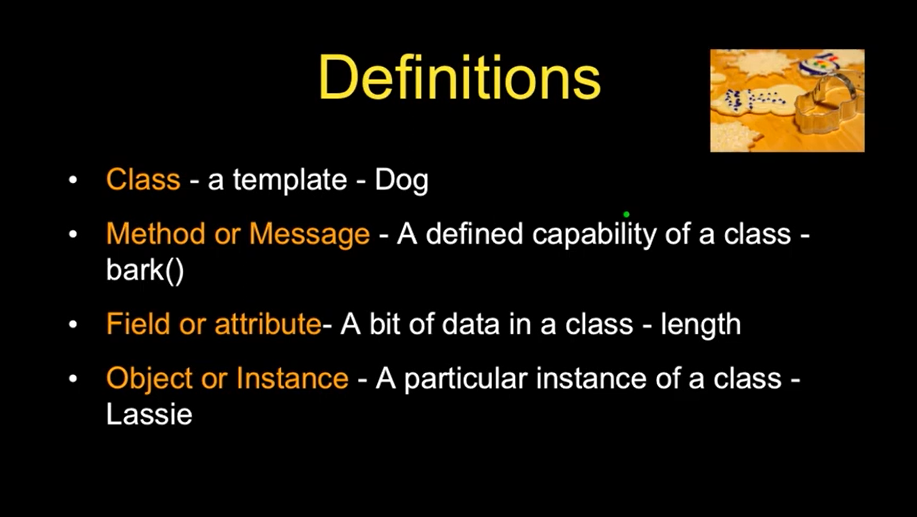 Definitions
• Class - a template - Dog
• Method or Message - A defined capability of a class -
bark()
• Field or attribute- A bit of data in a class - length
• Object or Instance - A particular instance of a class -
Lassie